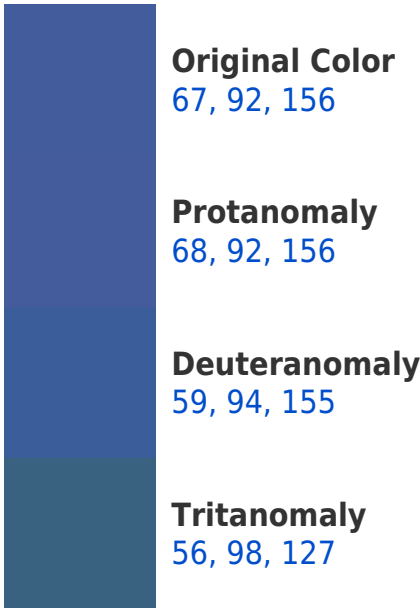 Original Color
67, 92, 156
Protanomaly
68, 92, 156
Deuteranomaly
59, 94, 155
Tritanomaly
56, 98, 127